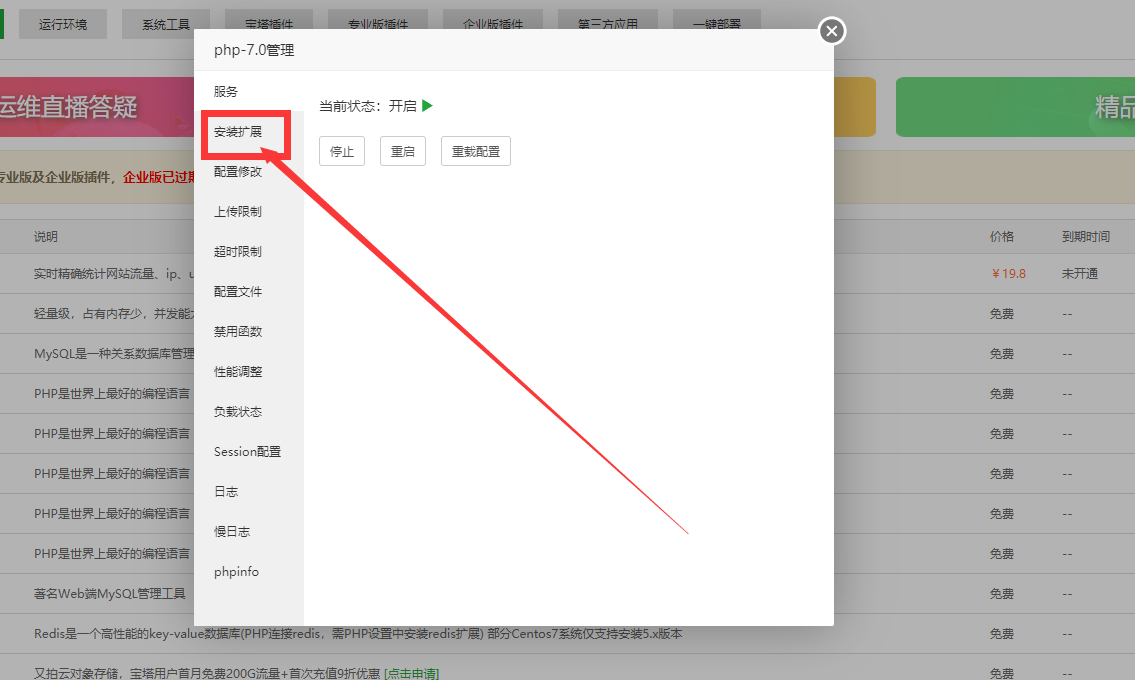 运行环境 系统工具 宝塔插件 专业版插件 企业版插件 第三方应用 一键部署
php-7.0管理
运维直播答疑
精品
服务
安装扩展
配置修改
上传限制
超时限制
配置文件
禁用函数
性能调整
负载状态
Session配置
日志
慢日志
phpinfo
当前状态：开启
停止 重启 重载配置
专业版及企业版插件，企业版已过期
说明 价格 到期时间
实时精确统计网站流量、ip、u ￥19.8 未开通
轻量级，占有内存少，并发能力 免费 --
MySQL是一种关系数据库管理 免费 --
PHP是世界上最好的编程语言 免费 --
PHP是世界上最好的编程语言 免费 --
PHP是世界上最好的编程语言 免费 --
PHP是世界上最好的编程语言 免费 --
PHP是世界上最好的编程语言 免费 --
著名Web端MySQL管理工具 免费 --
Redis是一个高性能的key-value数据库(PHP连接redis，需PHP设置中安装redis扩展) 部分Centos7系统仅支持安装5.x版本 免费 --
又拍云对象存储，宝塔用户首月免费200G流量+首次充值9折优惠 [点击申请] 免费 --